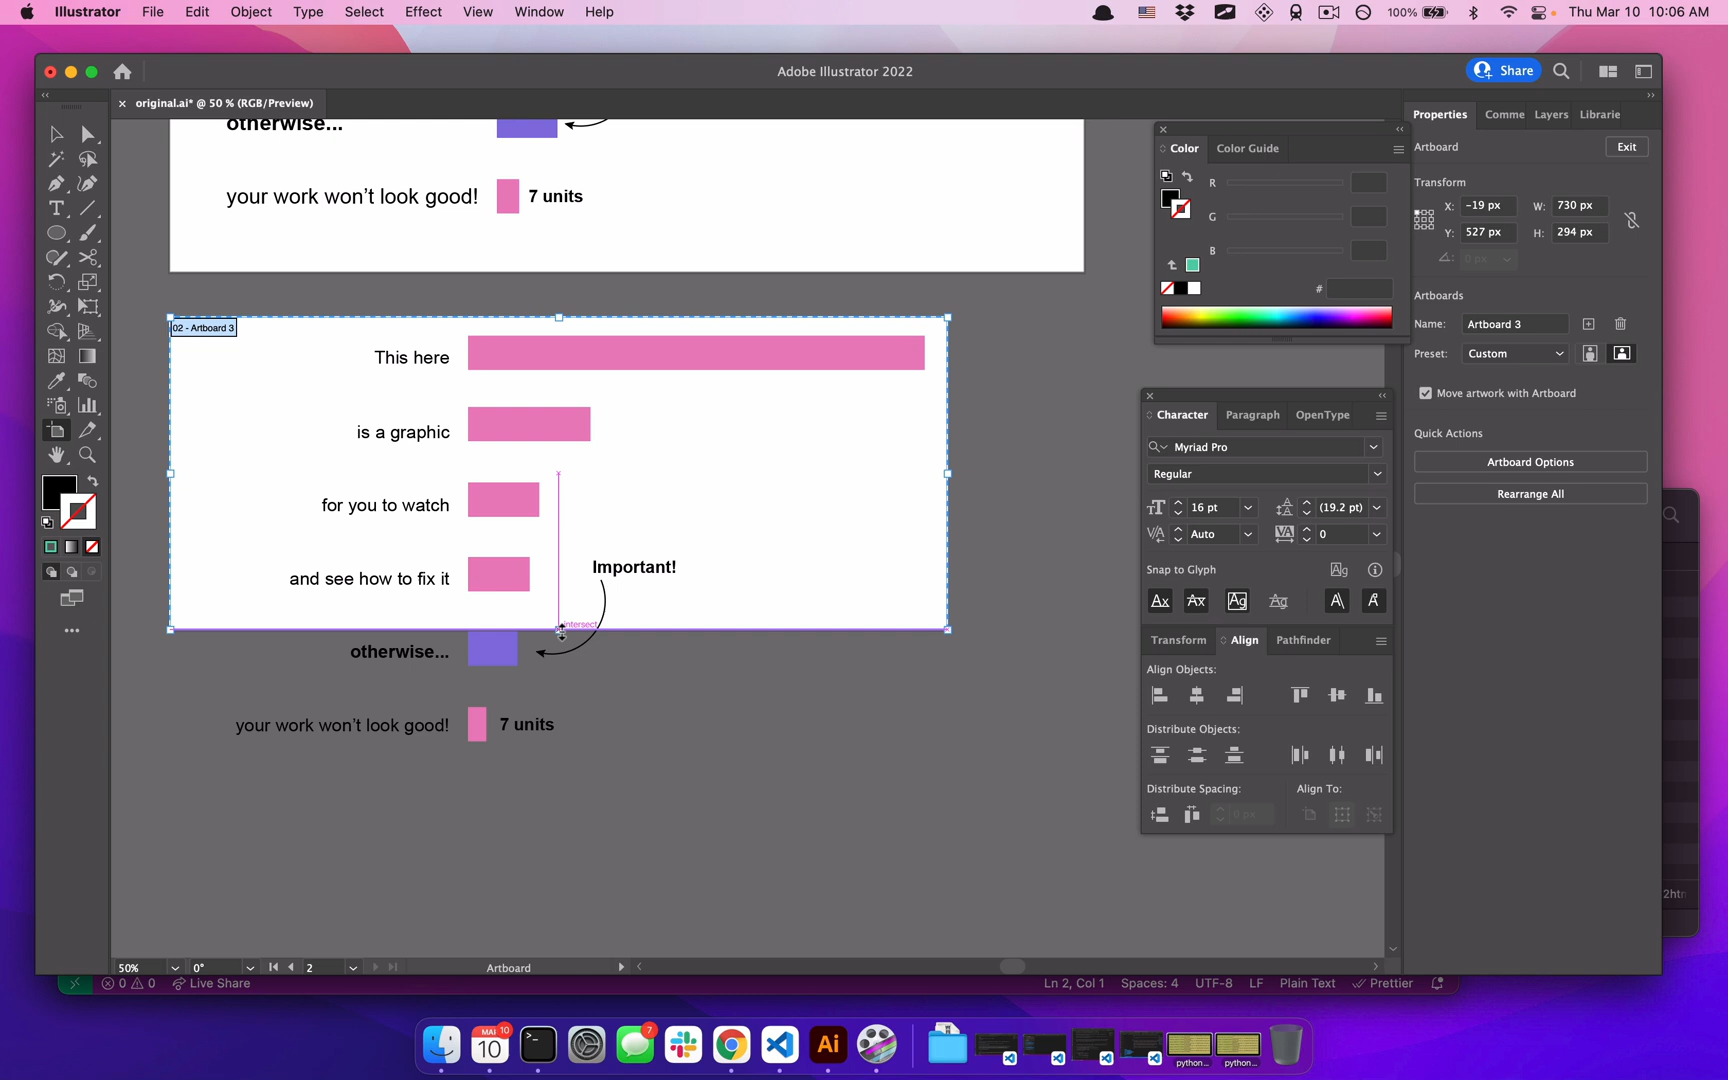 Illustrator File Edit Object Type Select Effect View Window Help 100% Thu Mar 10 10:06 AM
Adobe Illustrator 2022
Share
original.ai* @ 50 % (RGB/Preview)
otherwise...
your work won't look good! 7 units
02 - Artboard 3
This here
is a graphic
for you to watch
and see how to fix it
Important!
intersect
otherwise...
your work won't look good! 7 units
Color Color Guide
R
G
B
#
Character Paragraph OpenType
Myriad Pro
Regular
16 pt (19.2 pt)
Auto 0
Snap to Glyph
Transform Align Pathfinder
Align Objects:
Distribute Objects:
Distribute Spacing: Align To:
0 px
Properties Comme Layers Librarie
Artboard Exit
Transform
X: -19 px W: 730 px
Y: 527 px H: 294 px
0 px
Artboards
Name: Artboard 3
Preset: Custom
Move artwork with Artboard
Quick Actions
Artboard Options
Rearrange All
2htn
50% 0° 2 Artboard
0 0 Live Share Ln 2, Col 1 Spaces: 4 UTF-8 LF Plain Text Prettier
MAR 10
10
7
Ai
python...
python...